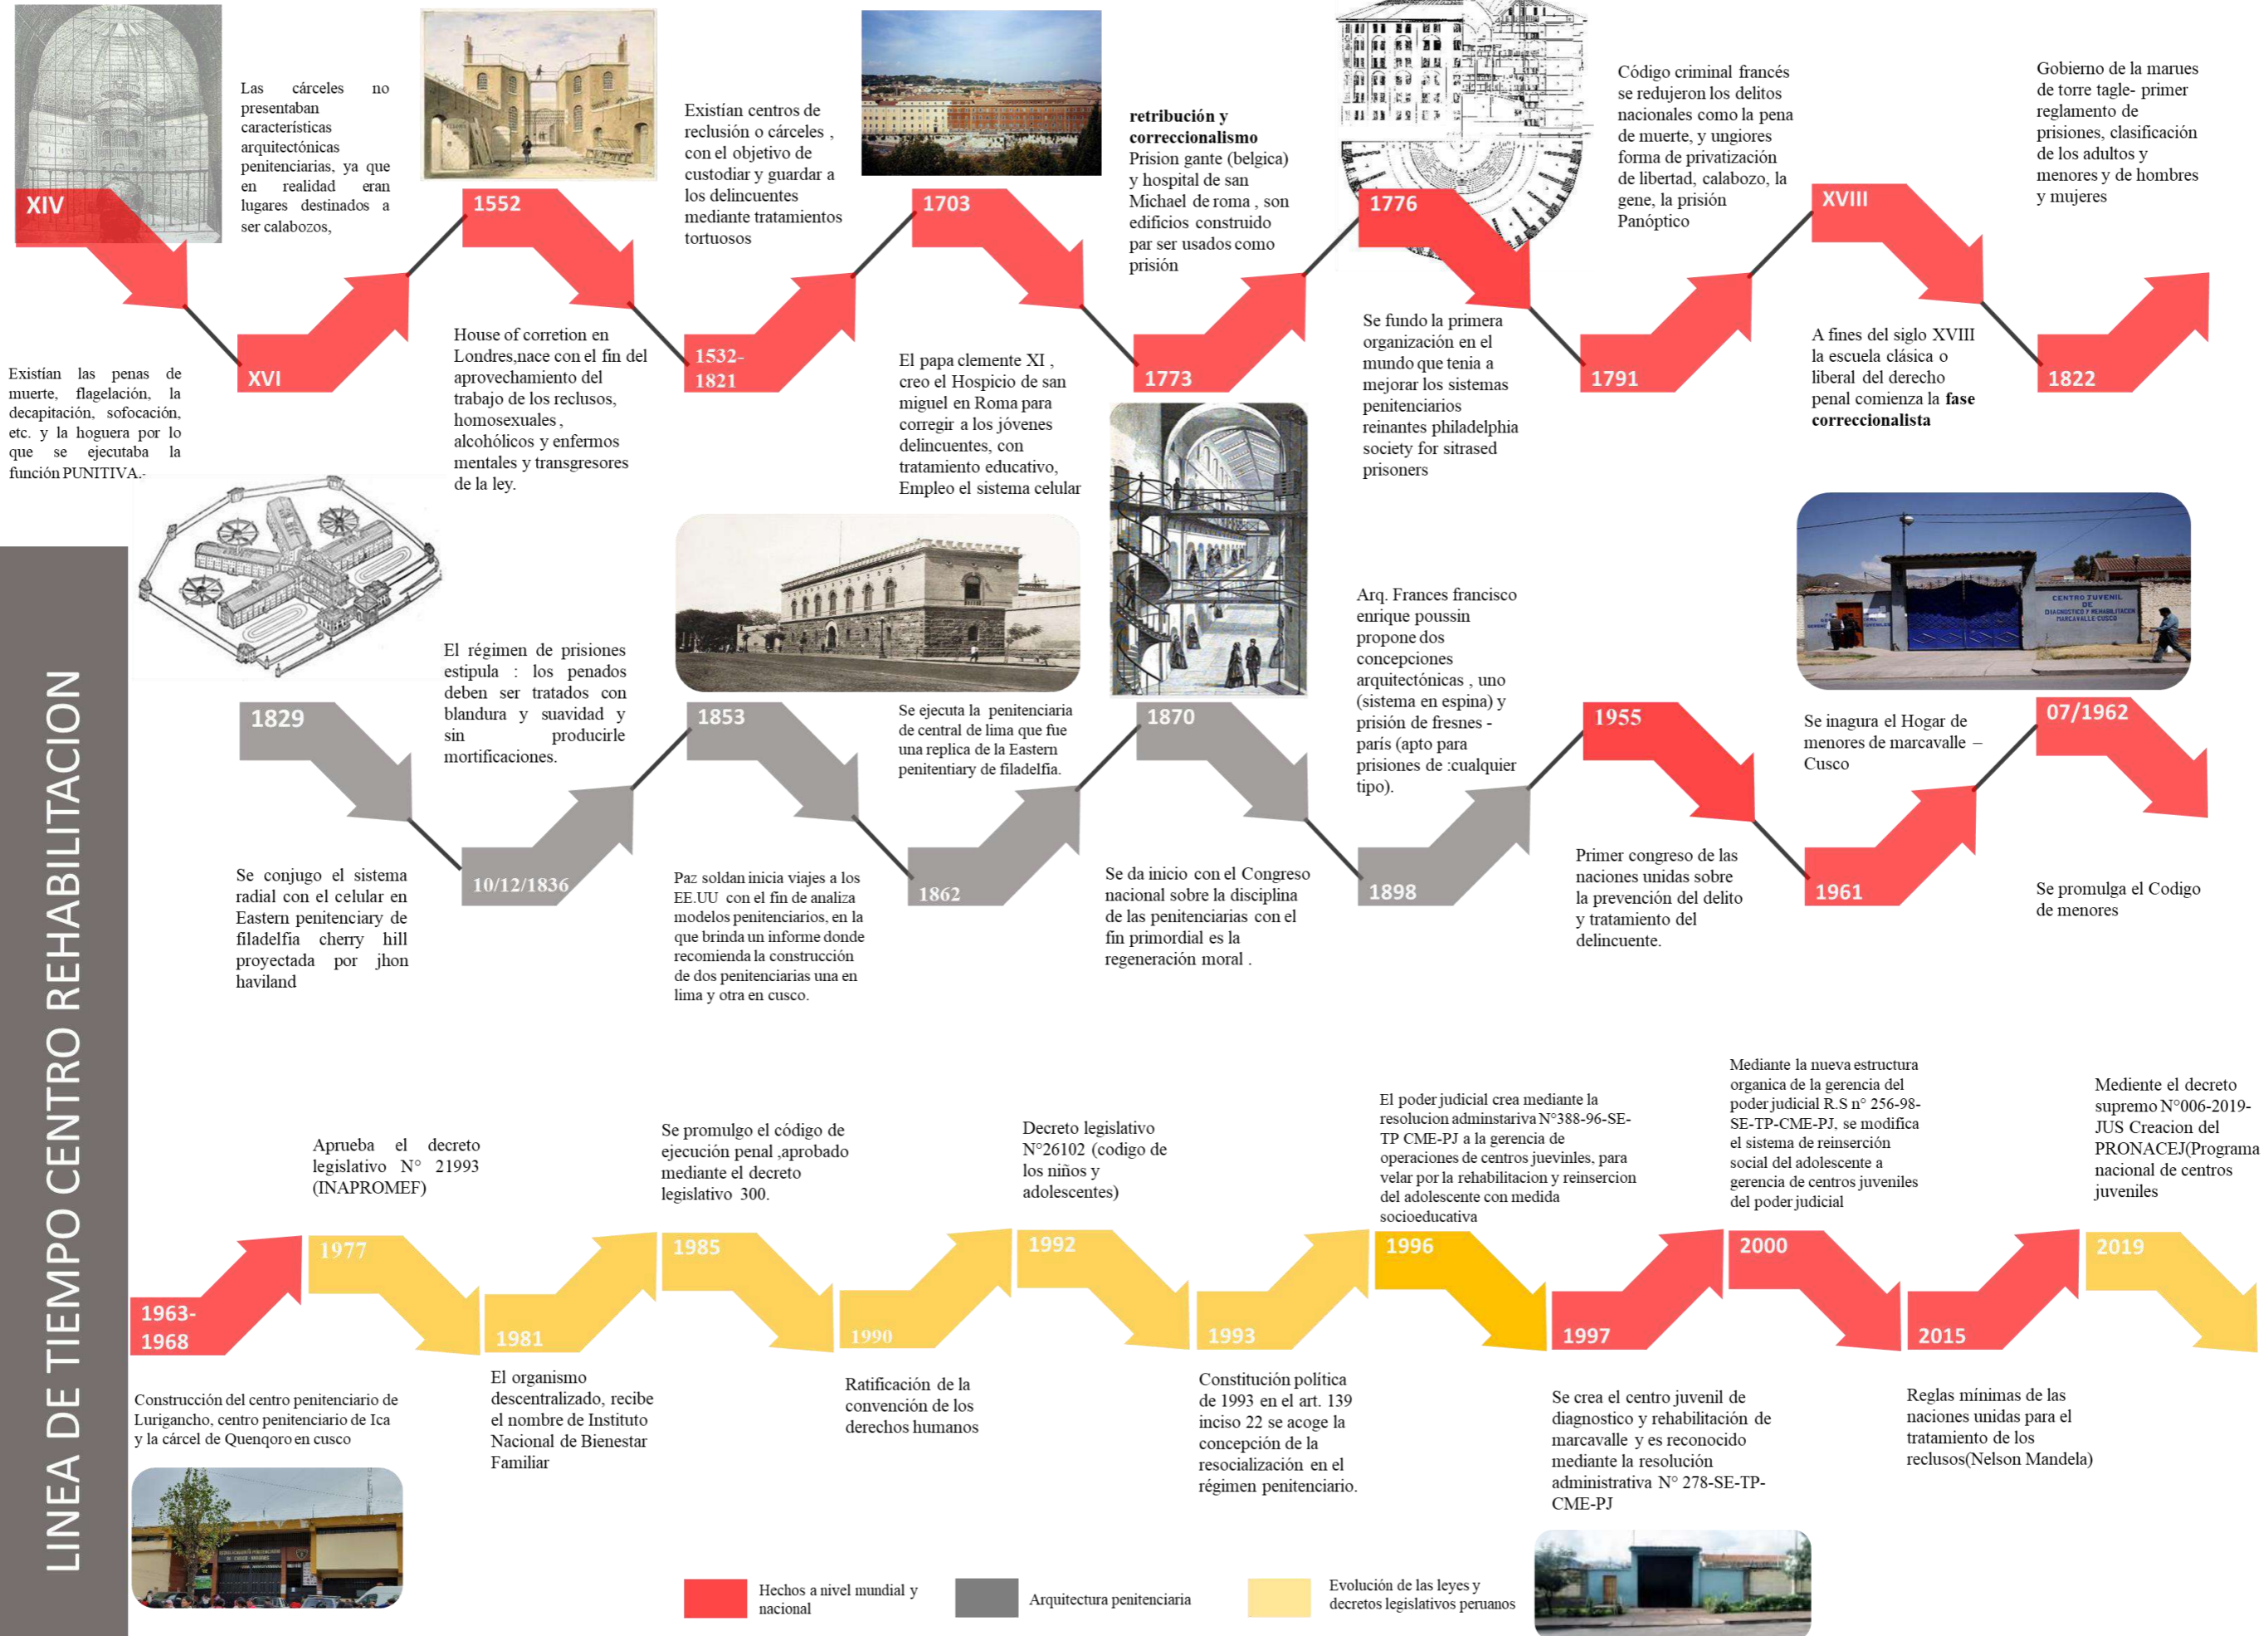 XIV
Existían las penas de
muerte, flagelación, la
decapitación, sofocación,
etc. y la hoguera por lo
que se ejecutaba la
función PUNITIVA.-
Las cárceles no
presentaban
características
arquitectónicas
penitenciarias, ya que
en realidad eran
lugares destinados a
ser calabozos,
XVI
1552
House of corretion en
Londres,nace con el fin del
aprovechamiento del
trabajo de los reclusos,
homosexuales ,
alcohólicos y enfermos
mentales y transgresores
de la ley.
Existían centros de
reclusión o cárceles ,
con el objetivo de
custodiar y guardar a
los delincuentes
mediante tratamientos
tortuosos
1532-
1821
1703
El papa clemente XI ,
creo el Hospicio de san
miguel en Roma para
corregir a los jóvenes
delincuentes, con
tratamiento educativo,
Empleo el sistema celular
retribución y
correccionalismo
Prision gante (belgica)
y hospital de san
Michael de roma , son
edificios construido
par ser usados como
prisión
1773
1776
Se fundo la primera
organización en el
mundo que tenia a
mejorar los sistemas
penitenciarios
reinantes philadelphia
society for sitrased
prisoners
Código criminal francés
se redujeron los delitos
nacionales como la pena
de muerte, y ungiores
forma de privatización
de libertad, calabozo, la
gene, la prisión
Panóptico
1791
XVIII
A fines del siglo XVIII
la escuela clásica o
liberal del derecho
penal comienza la fase
correccionalista
Gobierno de la marues
de torre tagle- primer
reglamento de
prisiones, clasificación
de los adultos y
menores y de hombres
y mujeres
1822
LINEA DE TIEMPO CENTRO REHABILITACION
1829
Se conjugo el sistema
radial con el celular en
Eastern penitenciary de
filadelfia cherry hill
proyectada por jhon
haviland
El régimen de prisiones
estipula : los penados
deben ser tratados con
blandura y suavidad y
sin producirle
mortificaciones.
10/12/1836
1853
Paz soldan inicia viajes a los
EE.UU con el fin de analiza
modelos penitenciarios, en la
que brinda un informe donde
recomienda la construcción
de dos penitenciarias una en
lima y otra en cusco.
Se ejecuta la penitenciaria
de central de lima que fue
una replica de la Eastern
penitentiary de filadelfia.
1862
1870
Se da inicio con el Congreso
nacional sobre la disciplina
de las penitenciarias con el
fin primordial es la
regeneración moral .
Arq. Frances francisco
enrique poussin
propone dos
concepciones
arquitectónicas , uno
(sistema en espina) y
prisión de fresnes -
parís (apto para
prisiones de :cualquier
tipo).
1898
1955
Primer congreso de las
naciones unidas sobre
la prevención del delito
y tratamiento del
delincuente.
CENTRO JUVENIL
DE
DIAGNOSTICO Y REHABILITACION
MARCAVALLE-CUSCO
Se inagura el Hogar de
menores de marcavalle –
Cusco
1961
07/1962
Se promulga el Codigo
de menores
1963-
1968
Construcción del centro penitenciario de
Lurigancho, centro penitenciario de Ica
y la cárcel de Quenqoro en cusco
Aprueba el decreto
legislativo N° 21993
(INAPROMEF)
1977
1981
El organismo
descentralizado, recibe
el nombre de Instituto
Nacional de Bienestar
Familiar
Se promulgo el código de
ejecución penal ,aprobado
mediante el decreto
legislativo 300.
1985
1990
Ratificación de la
convención de los
derechos humanos
Decreto legislativo
N°26102 (codigo de
los niños y
adolescentes)
1992
1993
Constitución política
de 1993 en el art. 139
inciso 22 se acoge la
concepción de la
resocialización en el
régimen penitenciario.
El poder judicial crea mediante la
resolucion adminstariva N°388-96-SE-
TP CME-PJ a la gerencia de
operaciones de centros juevinles, para
velar por la rehabilitacion y reinsercion
del adolescente con medida
socioeducativa
1996
1997
Se crea el centro juvenil de
diagnostico y rehabilitación de
marcavalle y es reconocido
mediante la resolución
administrativa N° 278-SE-TP-
CME-PJ
Mediante la nueva estructura
organica de la gerencia del
poder judicial R.S n° 256-98-
SE-TP-CME-PJ, se modifica
el sistema de reinserción
social del adolescente a
gerencia de centros juveniles
del poder judicial
2000
2015
Reglas mínimas de las
naciones unidas para el
tratamiento de los
reclusos(Nelson Mandela)
Mediente el decreto
supremo N°006-2019-
JUS Creacion del
PRONACEJ(Programa
nacional de centros
juveniles
2019
Hechos a nivel mundial y
nacional
Arquitectura penitenciaria
Evolución de las leyes y
decretos legislativos peruanos